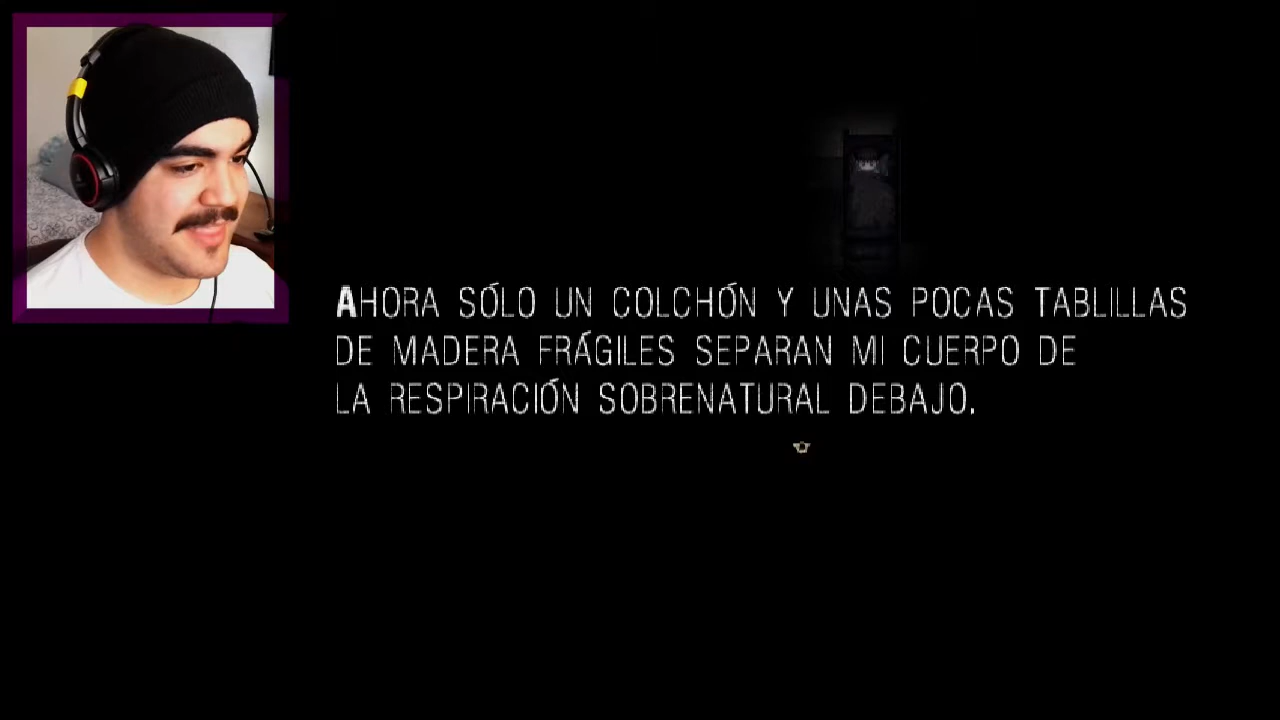 AHORA SÓLO UN COLCHÓN Y UNAS POCAS TABLILLAS
DE MADERA FRÁGILES SEPARAN MI CUERPO DE
LA RESPIRACIÓN SOBRENATURAL DEBAJO.